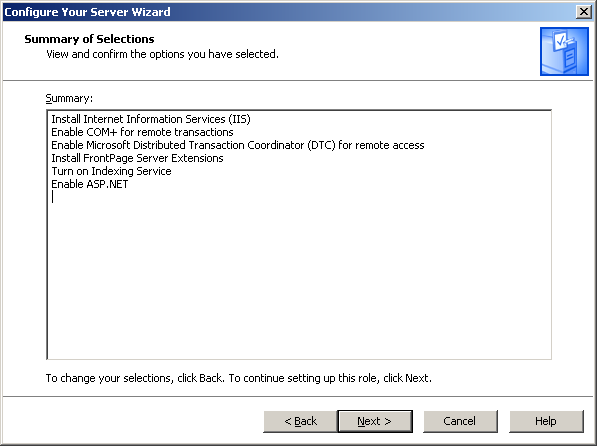 Configure Your Server Wizard
Summary of Selections
View and confirm the options you have selected.
Summary:
Install Internet Information Services (IIS)
Enable COM+ for remote transactions
Enable Microsoft Distributed Transaction Coordinator (DTC) for remote access
Install FrontPage Server Extensions
Turn on Indexing Service
Enable ASP.NET
To change your selections, click Back. To continue setting up this role, click Next.
< Back Next > Cancel Help